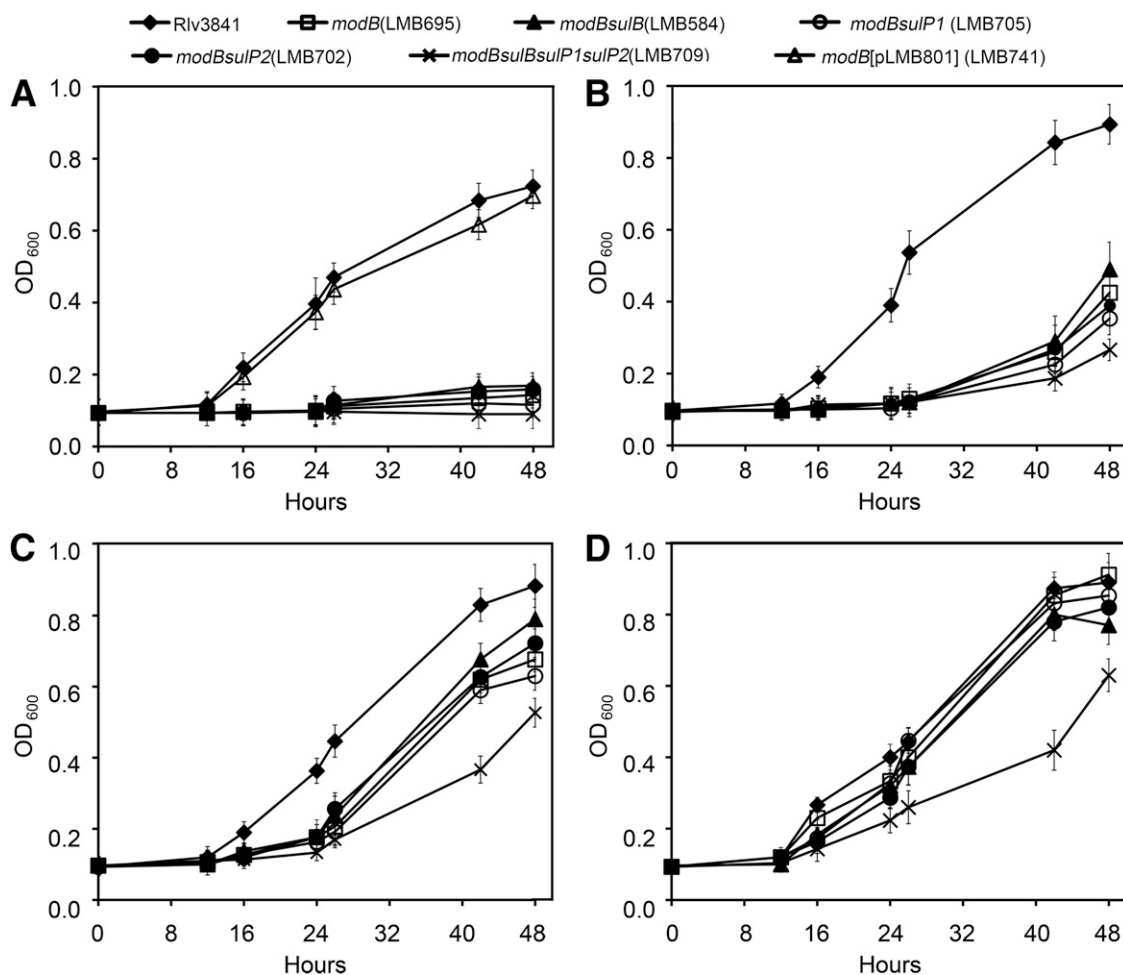 Rlv3841 modB(LMB695) modBsulB(LMB584) modBsulP1 (LMB705)
modBsulP2(LMB702) modBsulBsulP1sulP2(LMB709) modB[pLMB801] (LMB741)
A
1.0
0.8
0.6
0.4
0.2
0.0
OD600
0 8 16 24 32 40 48
Hours
B
1.0
0.8
0.6
0.4
0.2
0.0
OD600
0 8 16 24 32 40 48
Hours
C
1.0
0.8
0.6
0.4
0.2
0.0
OD600
0 8 16 24 32 40 48
Hours
D
1.0
0.8
0.6
0.4
0.2
0.0
OD600
0 8 16 24 32 40 48
Hours